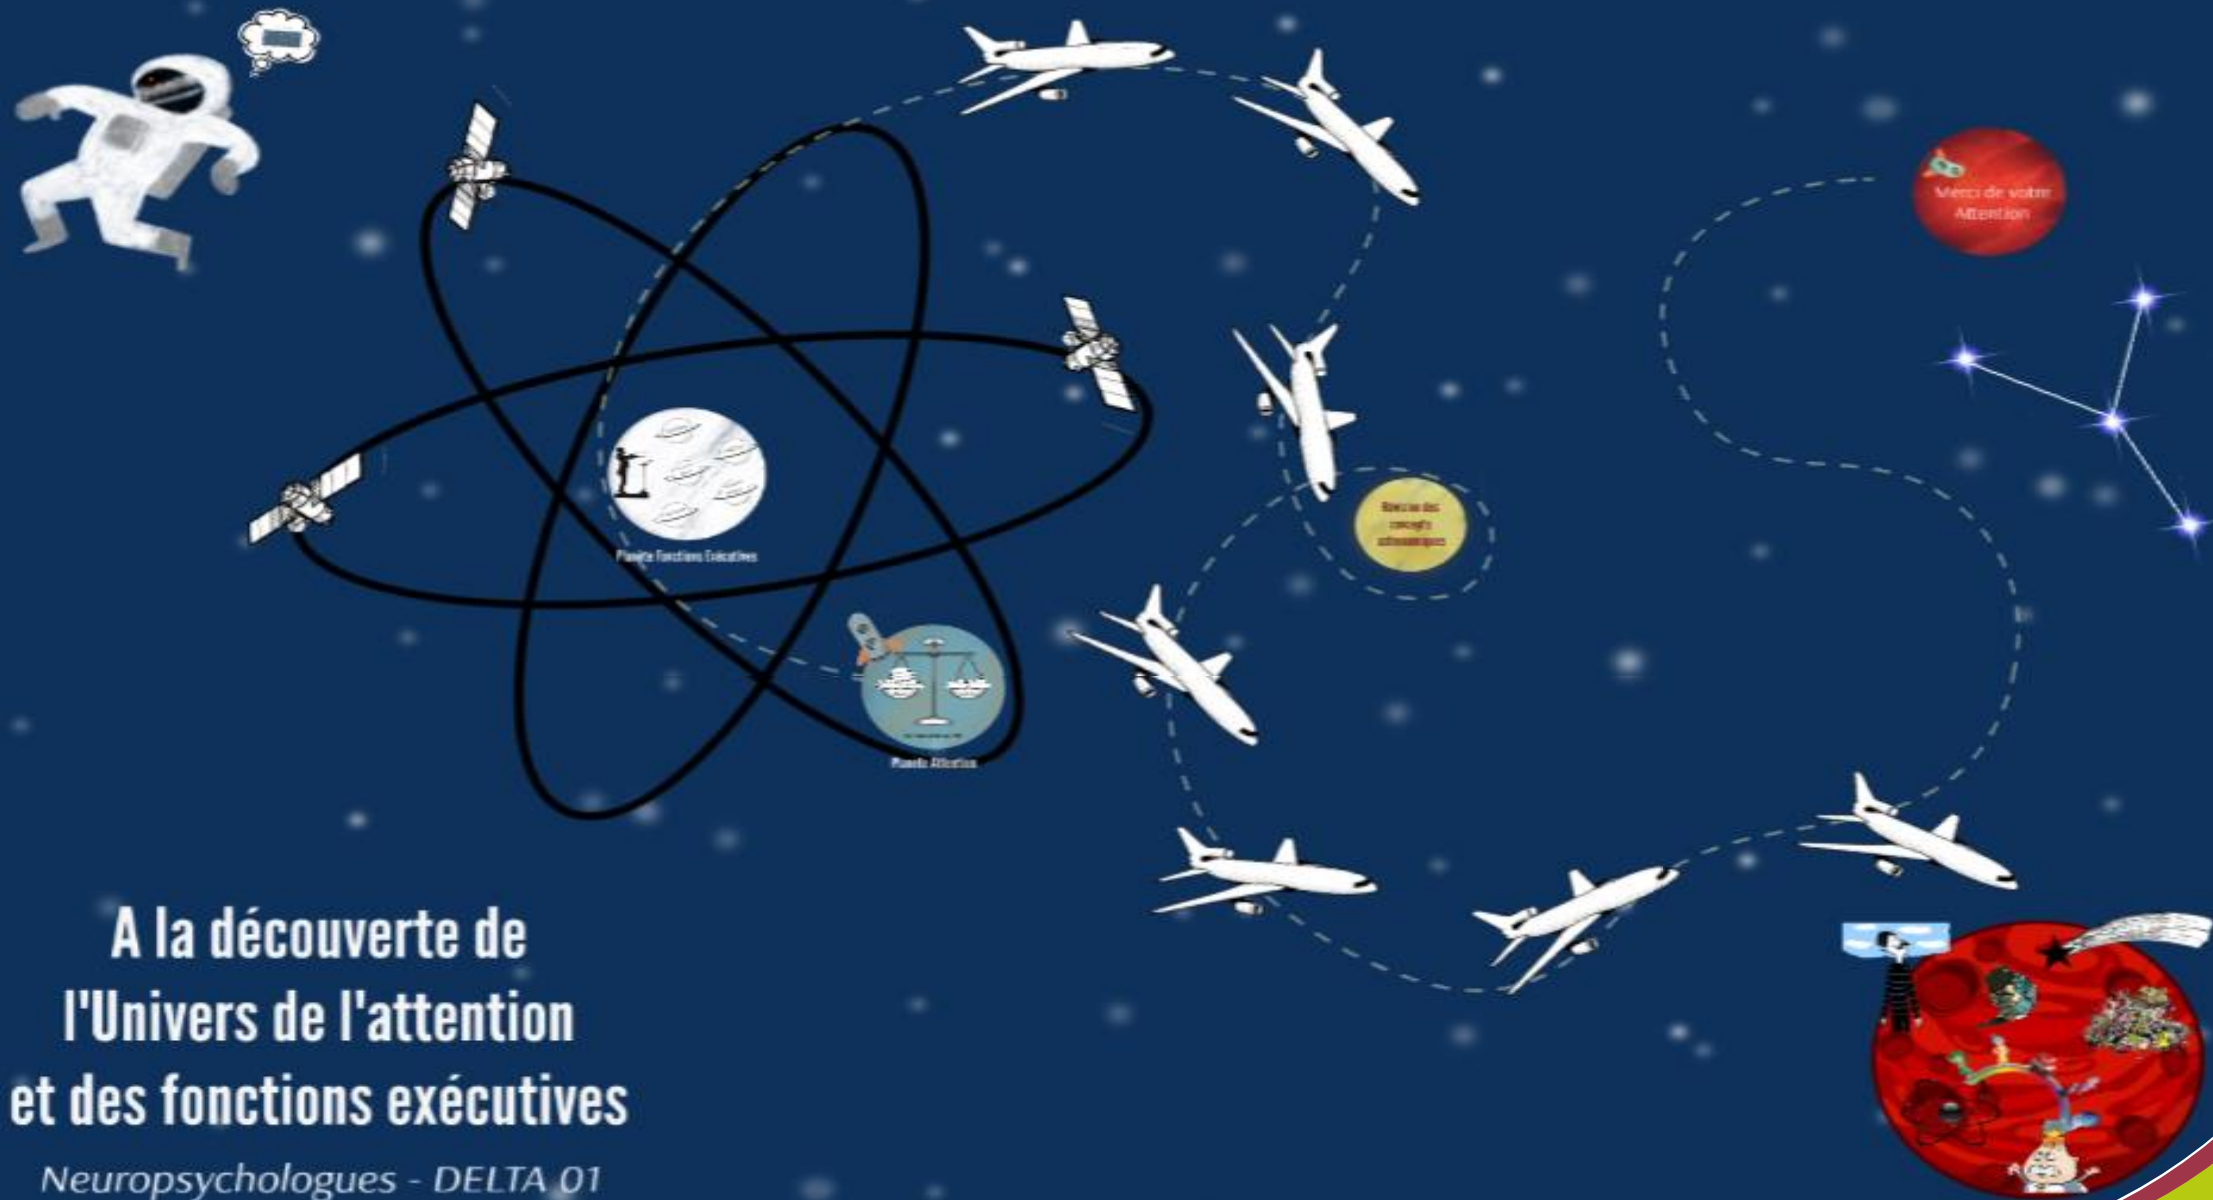 Merci de votre
Attention
concepts
Planète Fonctions Exécutives
Planète Attention
A la découverte de
l'Univers de l'attention
et des fonctions exécutives
Neuropsychologues - DELTA 01